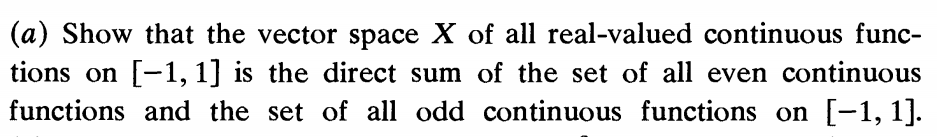 (a) Show that the vector space X of all real-valued continuous func-
tions on [−1, 1] is the direct sum of the set of all even continuous
functions and the set of all odd continuous functions on [−1, 1].